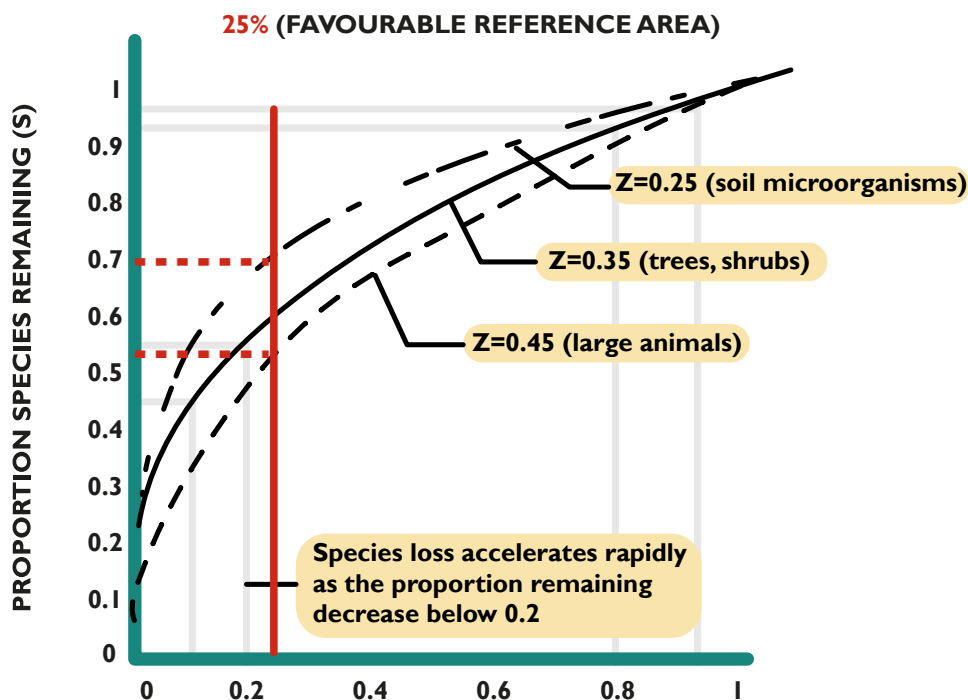 25% (FAVOURABLE REFERENCE AREA)
PROPORTION SPECIES REMAINING (S)
1
0.9
0.8
0.7
0.6
0.5
0.4
0.3
0.2
0.1
0
Z=0.25 (soil microorganisms)
Z=0.35 (trees, shrubs)
Z=0.45 (large animals)
Species loss accelerates rapidly
as the proportion remaining
decrease below 0.2
0 0.2 0.4 0.6 0.8 1